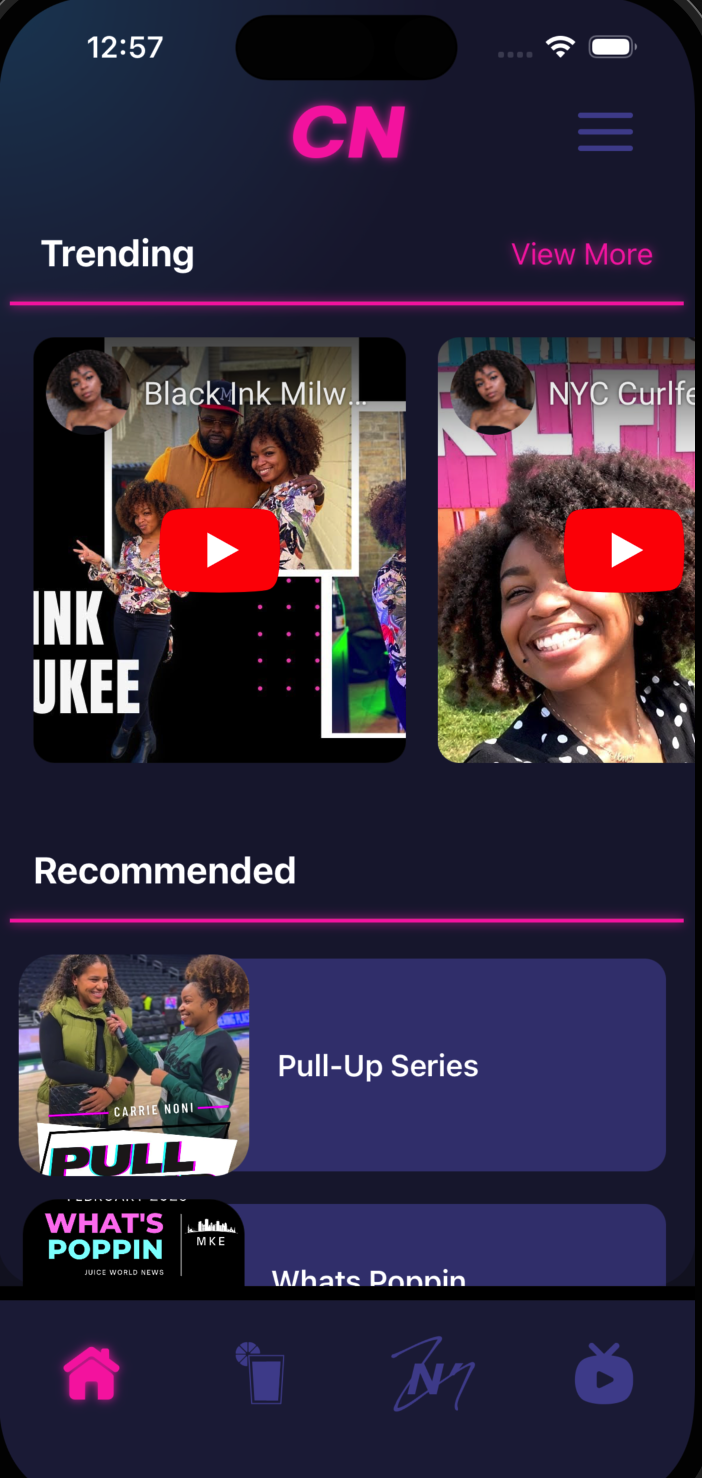 12:57
CN
Trending
View More
Black Ink Milw...
NYC Curlfe
INK
UKEE
Recommended
Pull-Up Series
CARRIE NONI
PULL
FEBRUARY
WHAT'S
POPPIN
JUICE WORLD NEWS
MKE
Whats Poppin
N